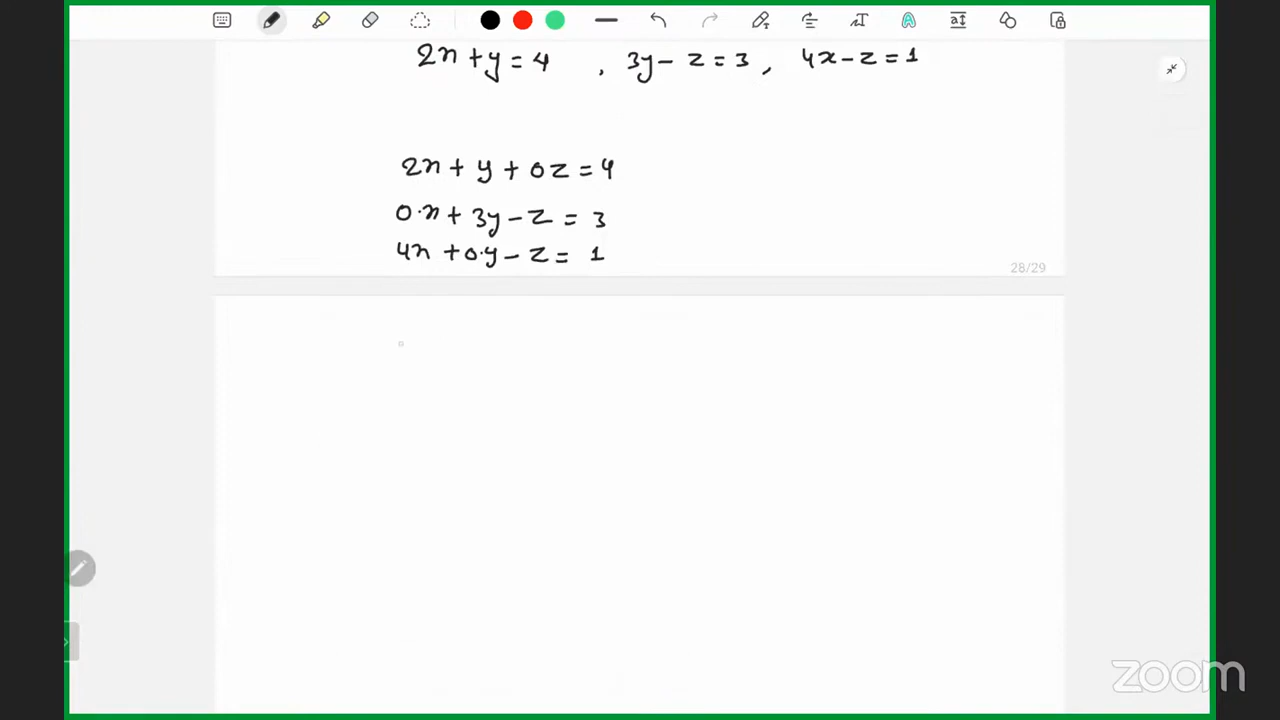 2x + y = 4 , 3y - z = 3 , 4x - z = 1
2x + y + 0z = 4
0·x + 3y - z = 3
4x + 0·y - z = 1
28/29
zoom